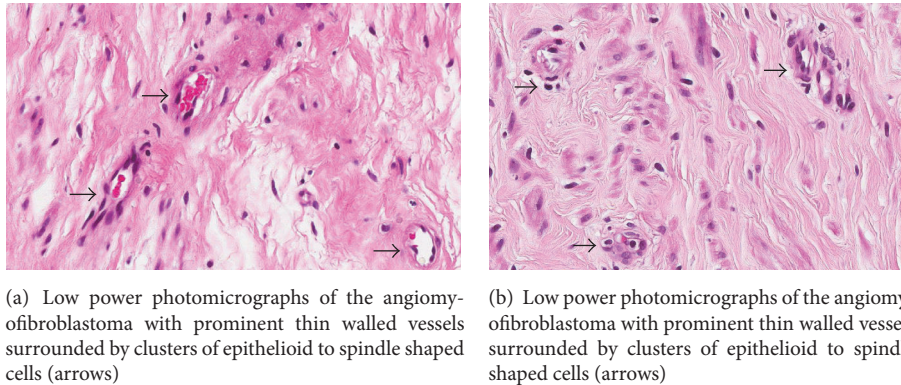 (a) Low power photomicrographs of the angiomy-
ofibroblastoma with prominent thin walled vessels
surrounded by clusters of epithelioid to spindle shaped
cells (arrows)
(b) Low power photomicrographs of the angiomy
ofibroblastoma with prominent thin walled vesse
surrounded by clusters of epithelioid to spind
shaped cells (arrows)